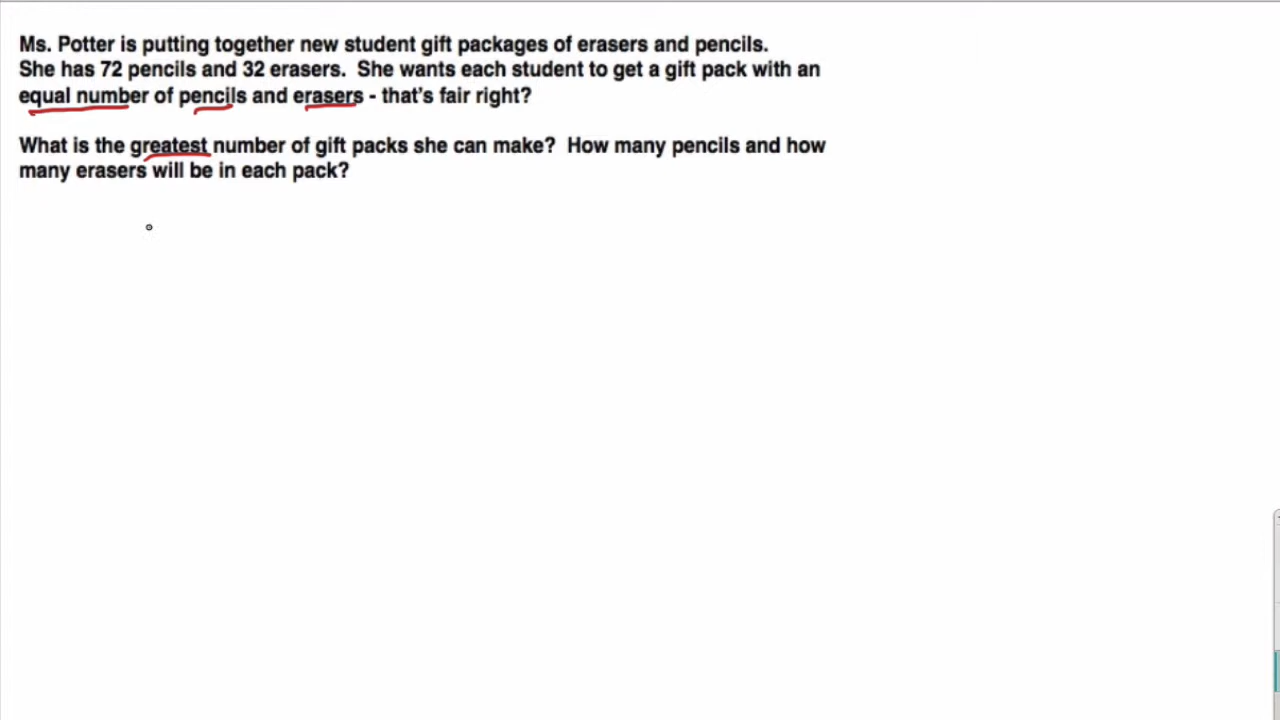 Ms. Potter is putting together new student gift packages of erasers and pencils.
She has 72 pencils and 32 erasers.  She wants each student to get a gift pack with an
equal number of pencils and erasers - that's fair right?
What is the greatest number of gift packs she can make?  How many pencils and how
many erasers will be in each pack?